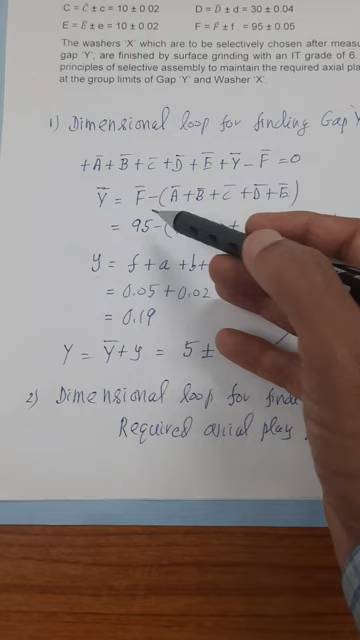 C = C̅ ± c = 10 ± 0.02 D = D̅ ± d = 30 ± 0.04
E = E̅ ± e = 10 ± 0.02 F = F̅ ± f = 95 ± 0.05
The washers 'X' which are to be selectively chosen after
gap 'Y', are finished by surface grinding with an IT grade of 6.
principles of selective assembly to maintain the required axial
at the group limits of Gap 'Y' and Washer 'X'.
1) Dimensional loop for finding Gap Y
+A̅ + B̅ + C̅ + D̅ + E̅ + Y̅ - F̅ = 0
Y̅ = F̅ - (A̅ + B̅ + C̅ + D̅ + E̅)
= 95 - (
y = f + a + b +
= 0.05 + 0.02
= 0.19
Y = Y̅ + y = 5 ±
2) Dimensional loop for
Required axial play